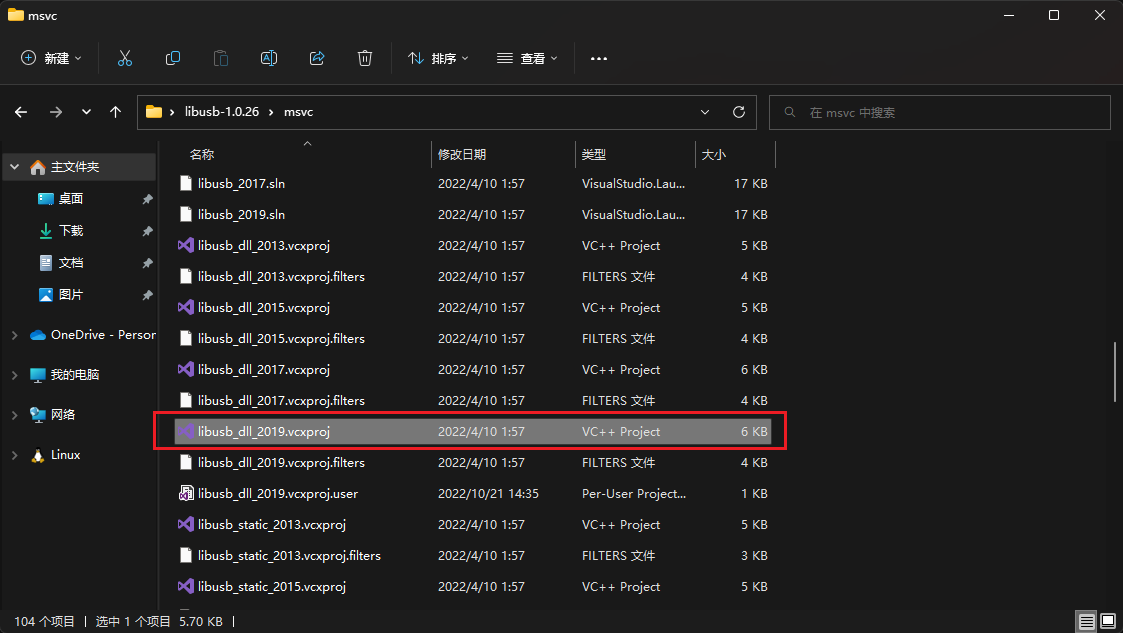 msvc
新建 排序 查看
libusb-1.0.26 msvc 在 msvc 中搜索
主文件夹
桌面
下载
文档
图片
OneDrive - Persor
我的电脑
网络
Linux
名称 修改日期 类型 大小
libusb_2017.sln 2022/4/10 1:57 VisualStudio.Lau... 17 KB
libusb_2019.sln 2022/4/10 1:57 VisualStudio.Lau... 17 KB
libusb_dll_2013.vcxproj 2022/4/10 1:57 VC++ Project 5 KB
libusb_dll_2013.vcxproj.filters 2022/4/10 1:57 FILTERS 文件 4 KB
libusb_dll_2015.vcxproj 2022/4/10 1:57 VC++ Project 5 KB
libusb_dll_2015.vcxproj.filters 2022/4/10 1:57 FILTERS 文件 4 KB
libusb_dll_2017.vcxproj 2022/4/10 1:57 VC++ Project 6 KB
libusb_dll_2017.vcxproj.filters 2022/4/10 1:57 FILTERS 文件 4 KB
libusb_dll_2019.vcxproj 2022/4/10 1:57 VC++ Project 6 KB
libusb_dll_2019.vcxproj.filters 2022/4/10 1:57 FILTERS 文件 4 KB
libusb_dll_2019.vcxproj.user 2022/10/21 14:35 Per-User Project... 1 KB
libusb_static_2013.vcxproj 2022/4/10 1:57 VC++ Project 5 KB
libusb_static_2013.vcxproj.filters 2022/4/10 1:57 FILTERS 文件 3 KB
libusb_static_2015.vcxproj 2022/4/10 1:57 VC++ Project 5 KB
104 个项目 选中 1 个项目 5.70 KB